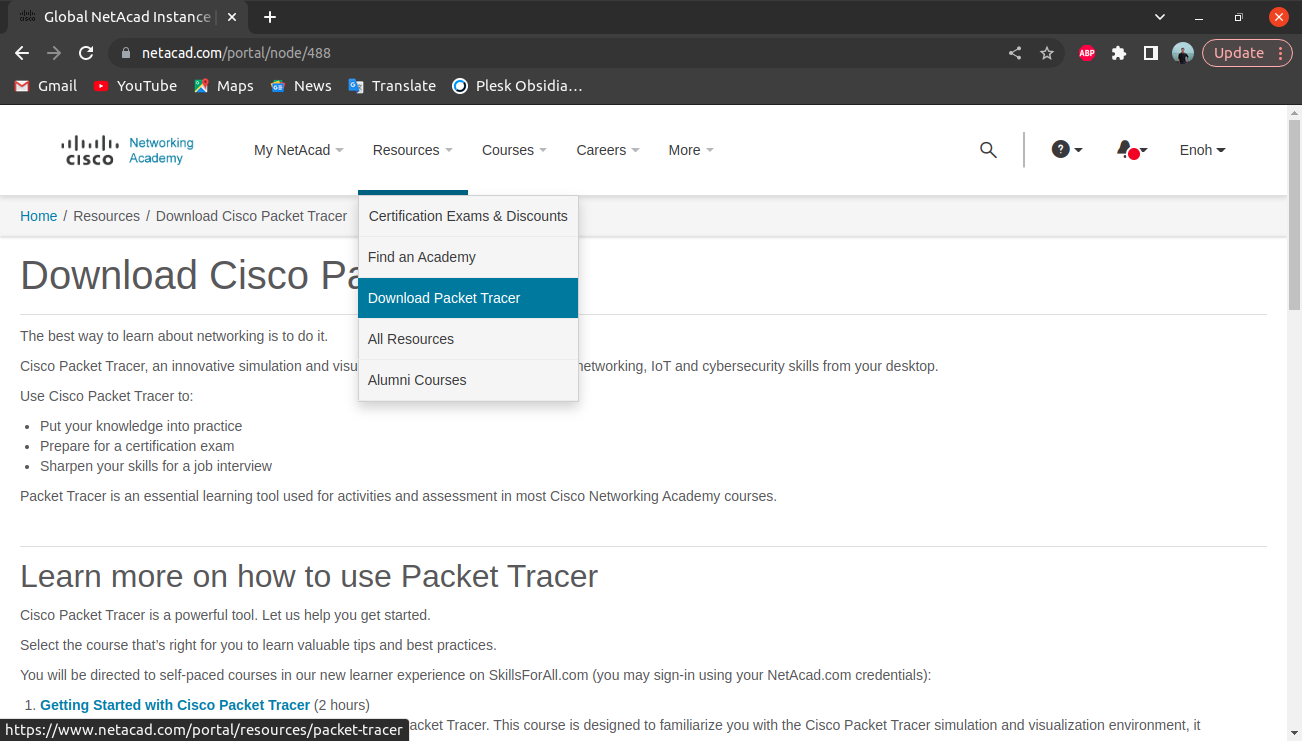 Global NetAcad Instance
netacad.com/portal/node/488
ABP
Update
Gmail YouTube Maps News Translate Plesk Obsidia…
cisco Networking Academy
My NetAcad Resources Courses Careers More Enoh
Home / Resources / Download Cisco Packet Tracer
Certification Exams & Discounts
Find an Academy
Download Packet Tracer
All Resources
Alumni Courses
Download Cisco Pa
The best way to learn about networking is to do it.
Cisco Packet Tracer, an innovative simulation and visu networking, IoT and cybersecurity skills from your desktop.
Use Cisco Packet Tracer to:
• Put your knowledge into practice
• Prepare for a certification exam
• Sharpen your skills for a job interview
Packet Tracer is an essential learning tool used for activities and assessment in most Cisco Networking Academy courses.
Learn more on how to use Packet Tracer
Cisco Packet Tracer is a powerful tool. Let us help you get started.
Select the course that's right for you to learn valuable tips and best practices.
You will be directed to self-paced courses in our new learner experience on SkillsForAll.com (you may sign-in using your NetAcad.com credentials):
1. Getting Started with Cisco Packet Tracer (2 hours)
acket Tracer. This course is designed to familiarize you with the Cisco Packet Tracer simulation and visualization environment, it
https://www.netacad.com/portal/resources/packet-tracer